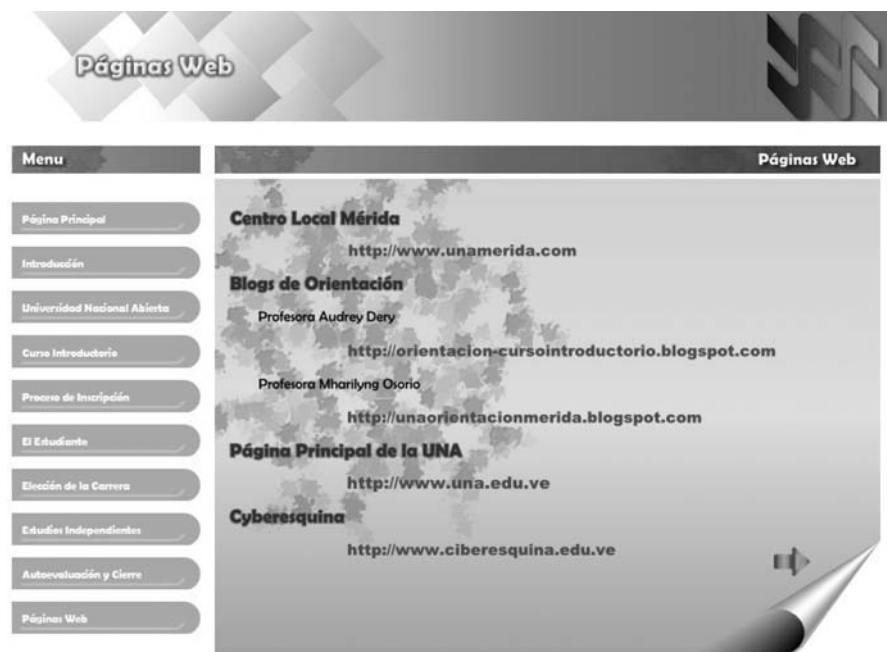 Páginas Web
Menu
Página Principal
Introducción
Universidad Nacional Abierta
Curso Introductorio
Proceso de Inscripción
El Estudiante
Elección de la Carrera
Estudios Independientes
Autoevaluación y Cierre
Páginas Web
Páginas Web
Centro Local Mérida
http://www.unamerida.com
Blogs de Orientación
Profesora Audrey Dery
http://orientacion-cursointroductorio.blogspot.com
Profesora Mharilyng Osorio
http://unaorientacionmerida.blogspot.com
Página Principal de la UNA
http://www.una.edu.ve
Cyberesquina
http://www.ciberesquina.edu.ve